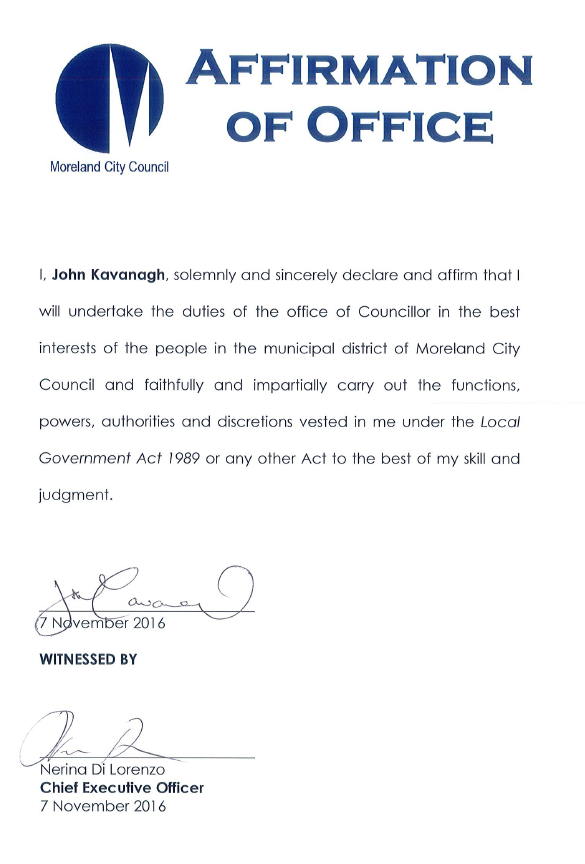 AFFIRMATION
OF OFFICE
Moreland City Council
I, John Kavanagh, solemnly and sincerely declare and affirm that I
will undertake the duties of the office of Councillor in the best
interests of the people in the municipal district of Moreland City
Council and faithfully and impartially carry out the functions,
powers, authorities and discretions vested in me under the Local
Government Act 1989 or any other Act to the best of my skill and
judgment.
7 November 2016
WITNESSED BY
Nerina Di Lorenzo
Chief Executive Officer
7 November 2016